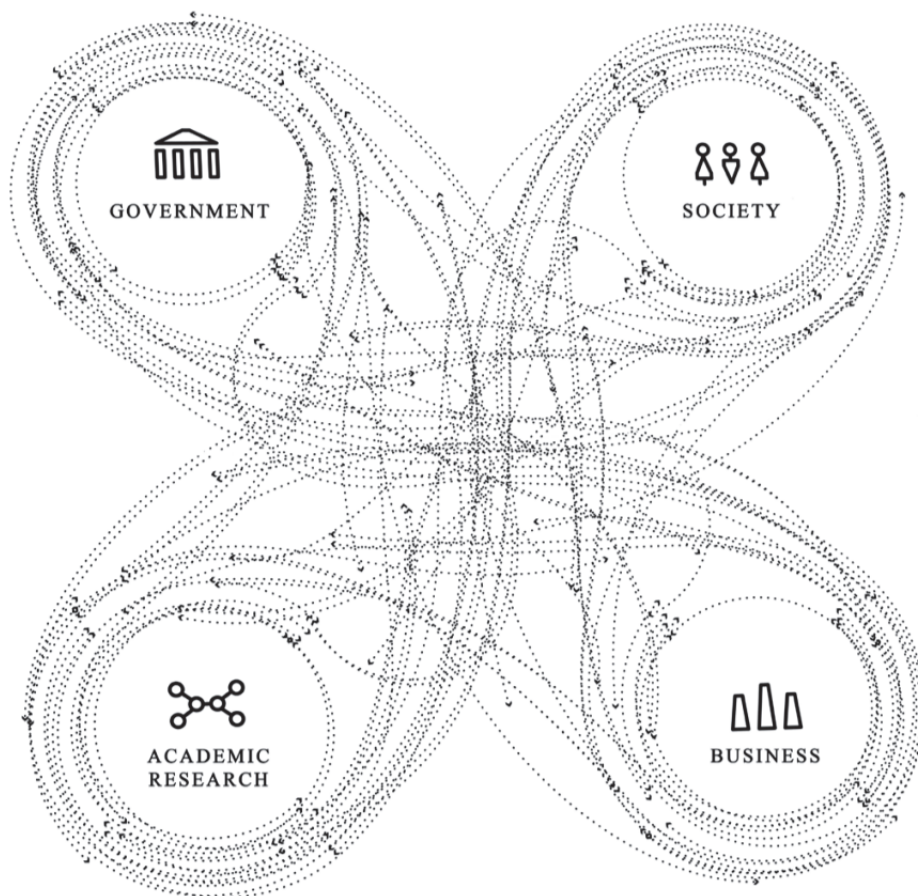 GOVERNMENT
SOCIETY
ACADEMIC
RESEARCH
BUSINESS